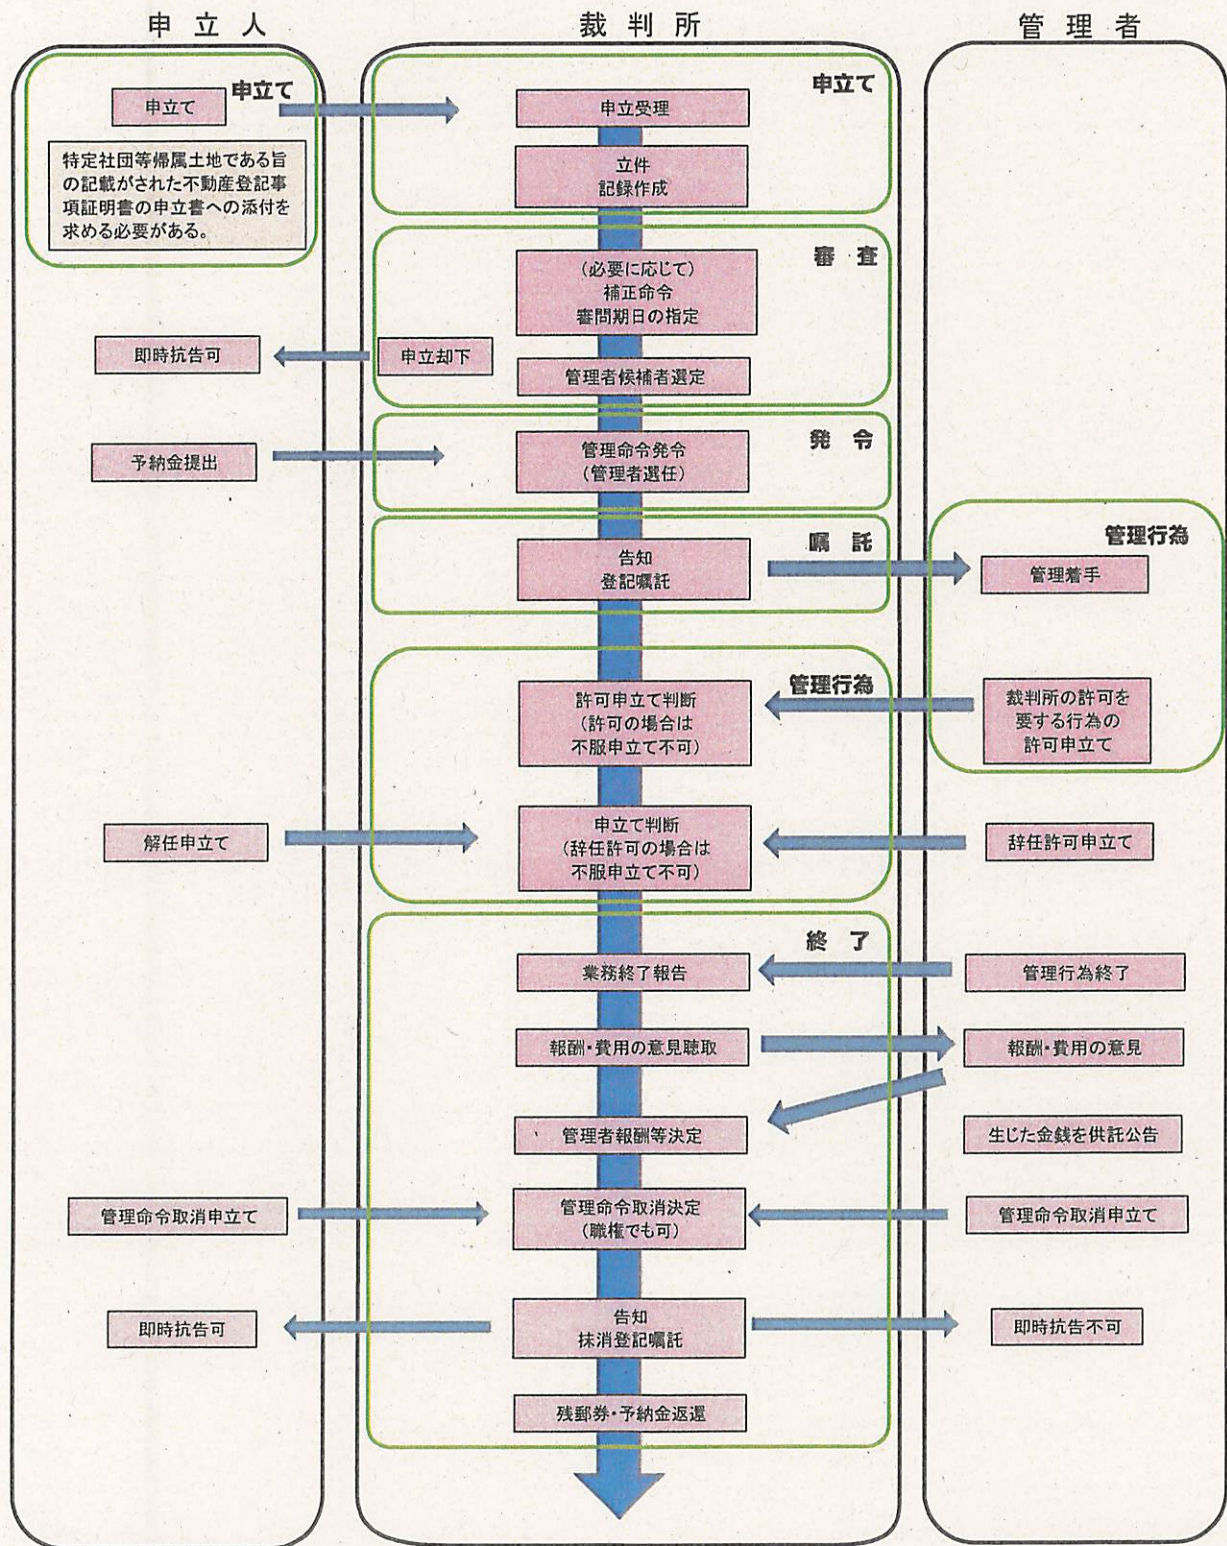 申立人
裁判所
管理者
申立て
申立て
特定社団等帰属土地である旨
の記載がされた不動産登記事
項証明書の申立書への添付を
求める必要がある。
申立て
申立受理
立件
記録作成
審査
(必要に応じて)
補正命令
審問期日の指定
即時抗告可
申立却下
管理者候補者選定
発令
予納金提出
管理命令発令
(管理者選任)
嘱託
告知
登記嘱託
管理行為
管理着手
管理行為
許可申立て判断
(許可の場合は
不服申立て不可)
裁判所の許可を
要する行為の
許可申立て
解任申立て
申立て判断
(辞任許可の場合は
不服申立て不可)
辞任許可申立て
終了
業務終了報告
管理行為終了
報酬・費用の意見聴取
報酬・費用の意見
管理者報酬等決定
生じた金銭を供託公告
管理命令取消申立て
管理命令取消決定
(職権でも可)
管理命令取消申立て
即時抗告可
告知
抹消登記嘱託
即時抗告不可
残郵券・予納金返還